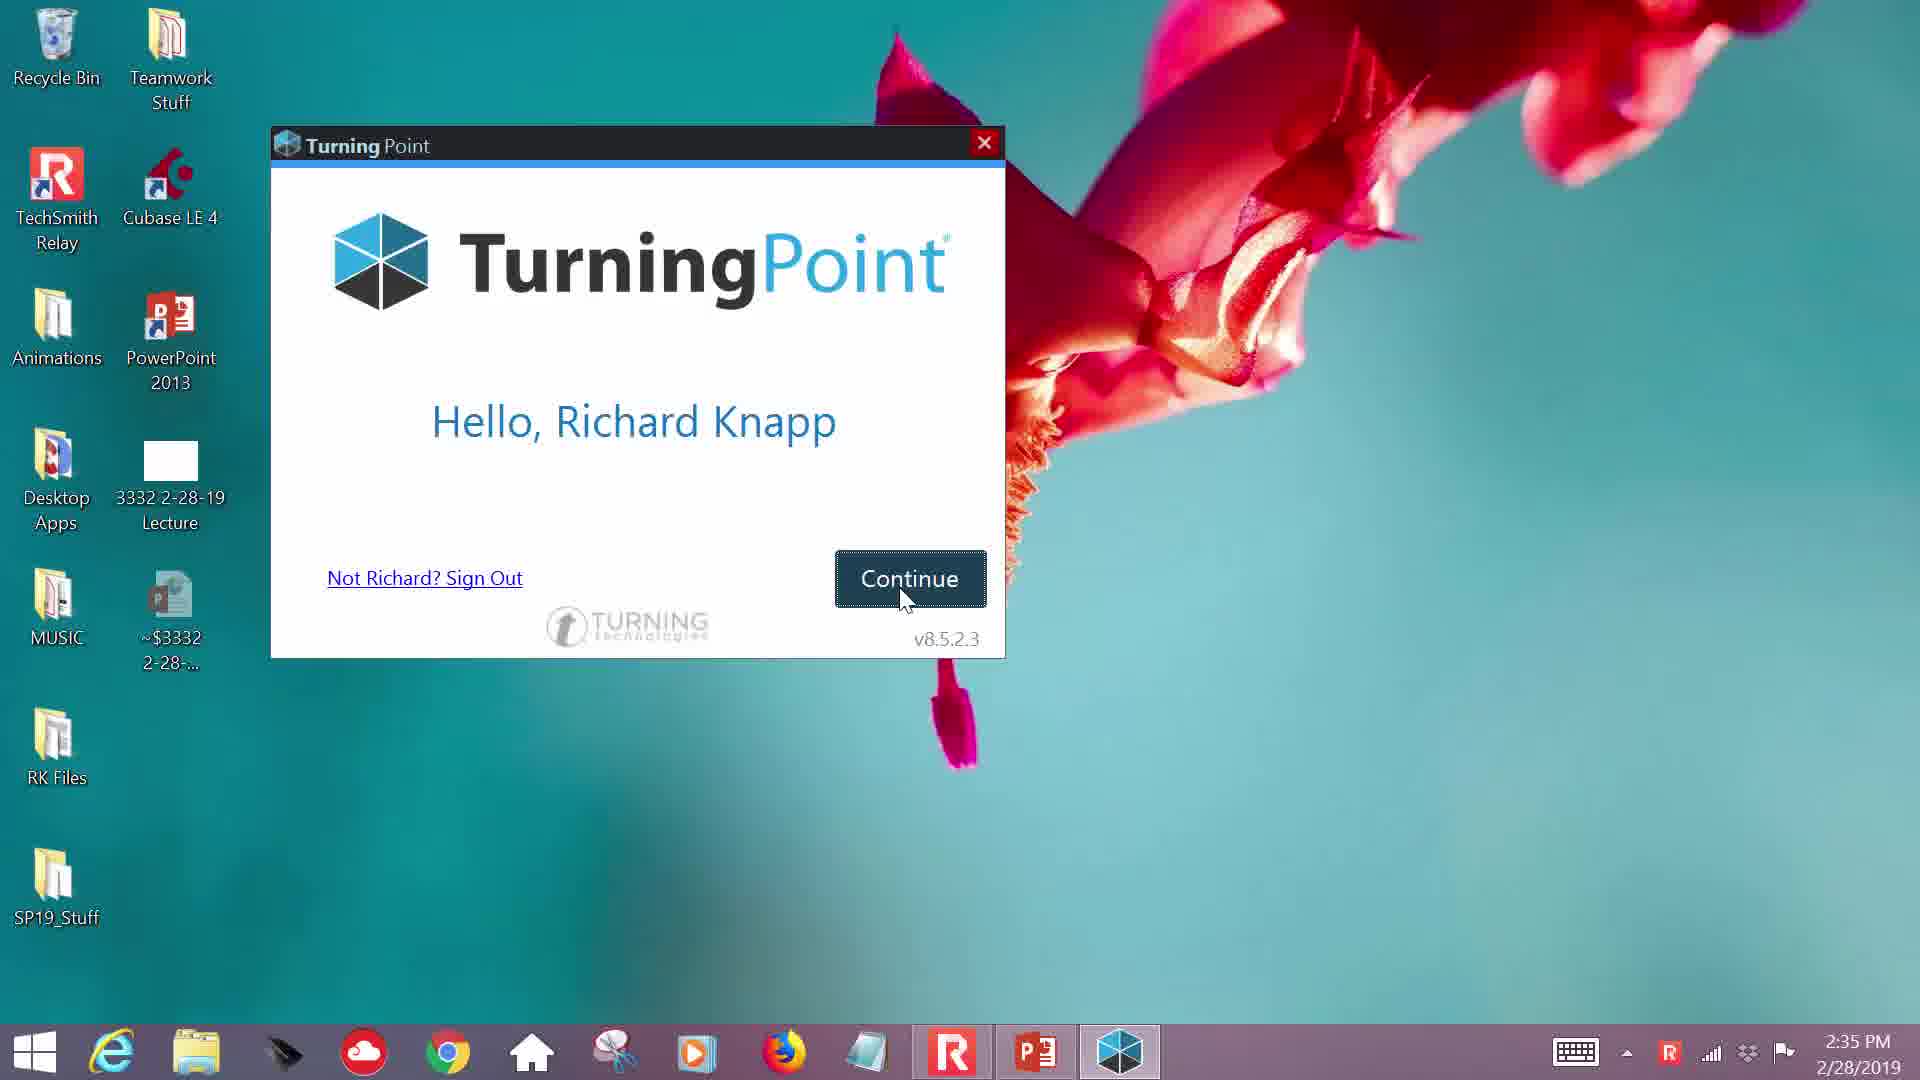 Recycle Bin
Teamwork
Stuff
TechSmith
Relay
Cubase LE 4
Animations
PowerPoint
2013
Desktop
Apps
3332 2-28-19
Lecture
MUSIC
~$3332
2-28-...
RK Files
SP19_Stuff
Turning Point
TurningPoint
Hello, Richard Knapp
Not Richard? Sign Out
Continue
TURNING
technologies
v8.5.2.3
2:35 PM
2/28/2019